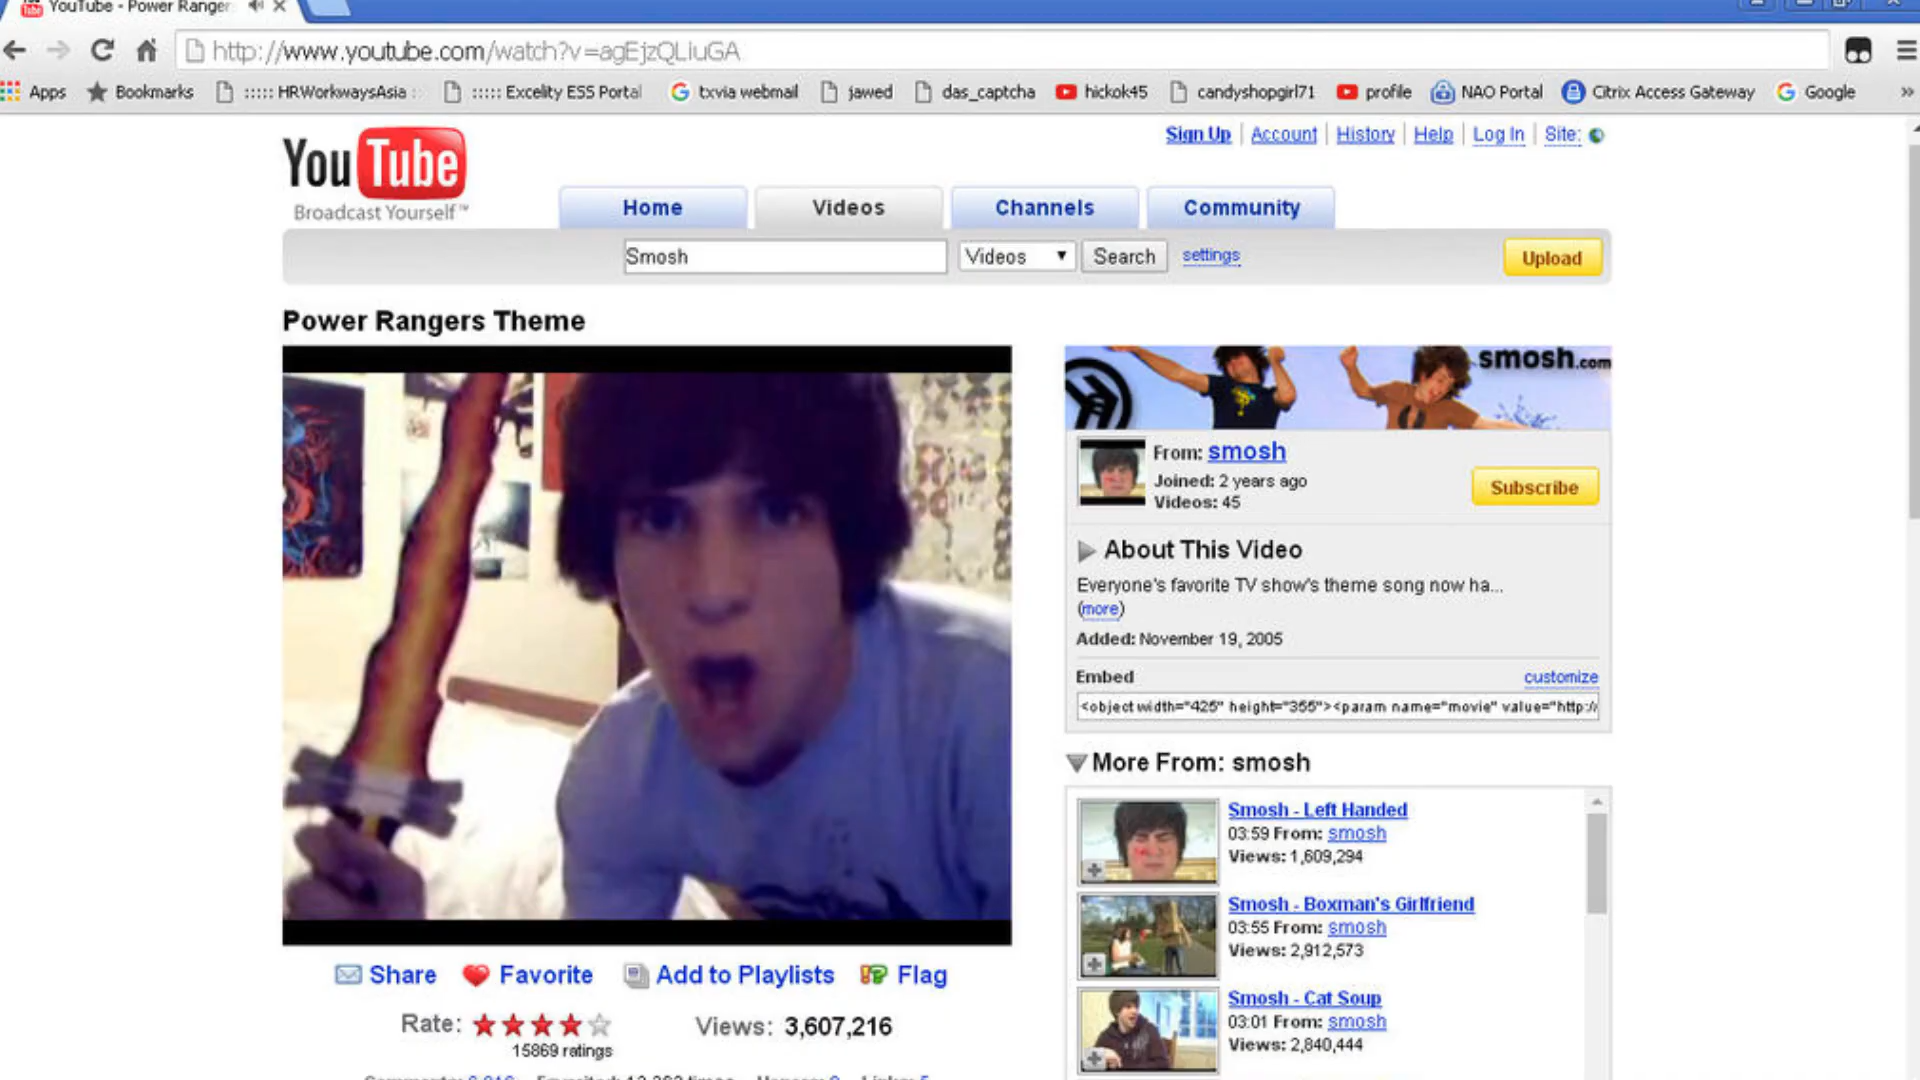 YouTube - Power Ranger
http://www.youtube.com/watch?v=agEjzQLiuGA
Apps Bookmarks ::::: HRWorkwaysAsia : ::::: Excelity ESS Portal txvia webmail jawed das_captcha hickok45 candyshopgirl71 profile NAO Portal Citrix Access Gateway Google »
Sign Up Account History Help Log In Site:
YouTube
Broadcast Yourself™
Home Videos Channels Community
Smosh Videos Search settings Upload
Power Rangers Theme
smosh.com
From: smosh
Joined: 2 years ago
Videos: 45
Subscribe
About This Video
Everyone's favorite TV show's theme song now ha...
(more)
Added: November 19, 2005
Embed customize
<object width="425" height="355"><param name="movie" value="http:/
More From: smosh
Smosh - Left Handed
03:59 From: smosh
Views: 1,609,294
Smosh - Boxman's Girlfriend
03:55 From: smosh
Views: 2,912,573
Smosh - Cat Soup
03:01 From: smosh
Views: 2,840,444
Share Favorite Add to Playlists Flag
Rate: Views: 3,607,216
15869 ratings